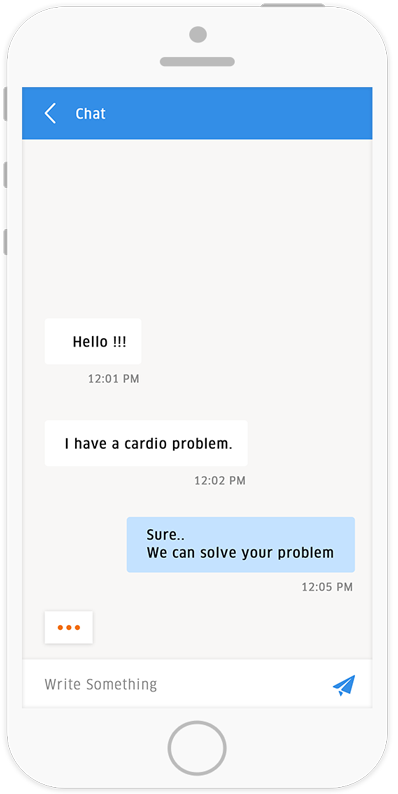 Chat
Hello !!!
12:01 PM
I have a cardio problem.
12:02 PM
Sure..
We can solve your problem
12:05 PM
Write Something